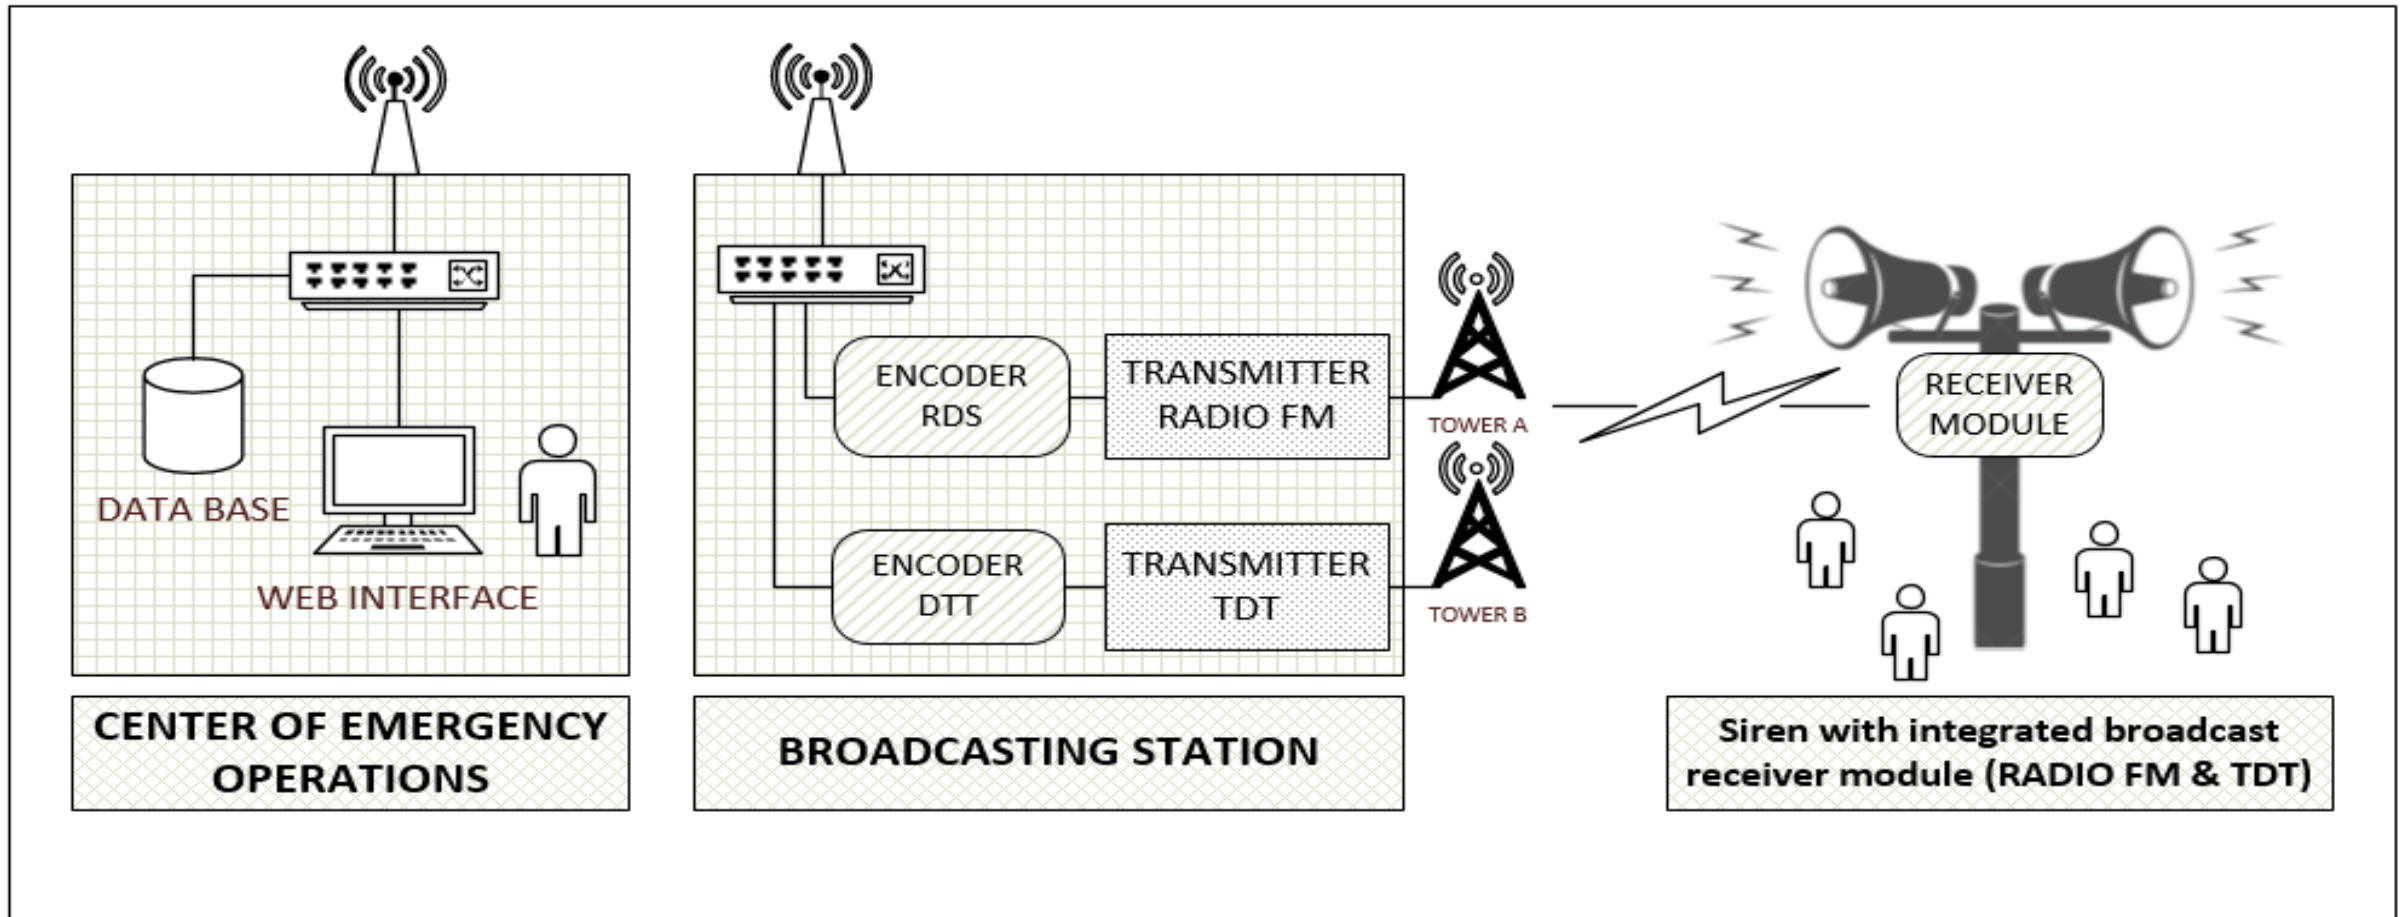 DATA BASE
WEB INTERFACE
CENTER OF EMERGENCY
OPERATIONS
ENCODER
RDS
TRANSMITTER
RADIO FM
TOWER A
ENCODER
DTT
TRANSMITTER
TDT
TOWER B
BROADCASTING STATION
RECEIVER
MODULE
Siren with integrated broadcast
receiver module (RADIO FM & TDT)